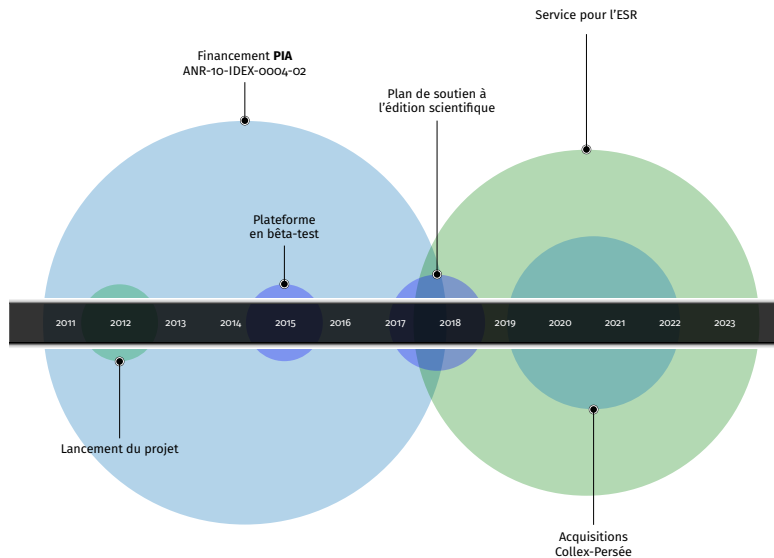 Service pour l'ESR
Financement PIA
ANR-10-IDEX-0004-02
Plan de soutien à
l'édition scientifique
Plateforme
en bêta-test
2011 2012 2013 2014 2015 2016 2017 2018 2019 2020 2021 2022 2023
Lancement du projet
Acquisitions
Collex-Persée